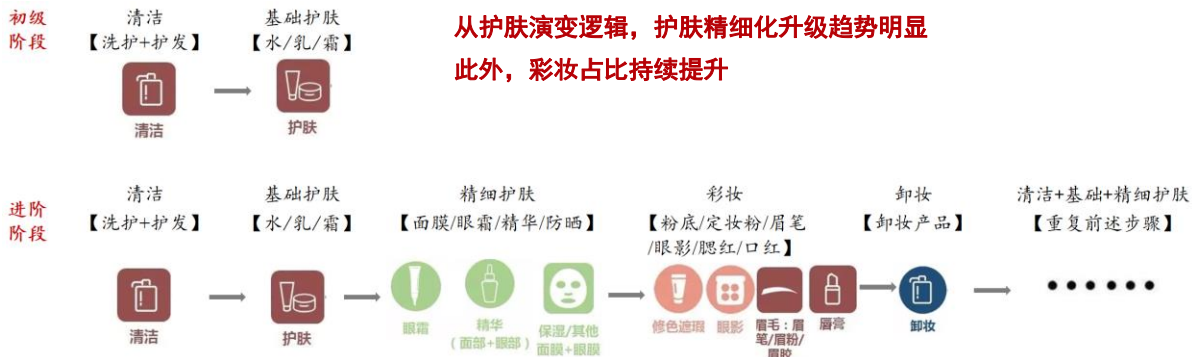 初级
阶段
清洁
【洗护+护发】
基础护肤
【水/乳/霜】
从护肤演变逻辑，护肤精细化升级趋势明显
此外，彩妆占比持续提升
清洁
护肤
进阶
阶段
清洁
【洗护+护发】
基础护肤
【水/乳/霜】
精细护肤
【面膜/眼霜/精华/防晒】
彩妆
【粉底/定妆粉/眉笔
/眼影/腮红/口红】
卸妆
【卸妆产品】
清洁+基础+精细护肤
【重复前述步骤】
清洁
护肤
眼霜
精华
（面部+眼部）
保湿/其他
面膜+眼膜
修色遮瑕
眼影
眉毛：眉
笔/眉粉/
眉胶
唇膏
卸妆
••••••